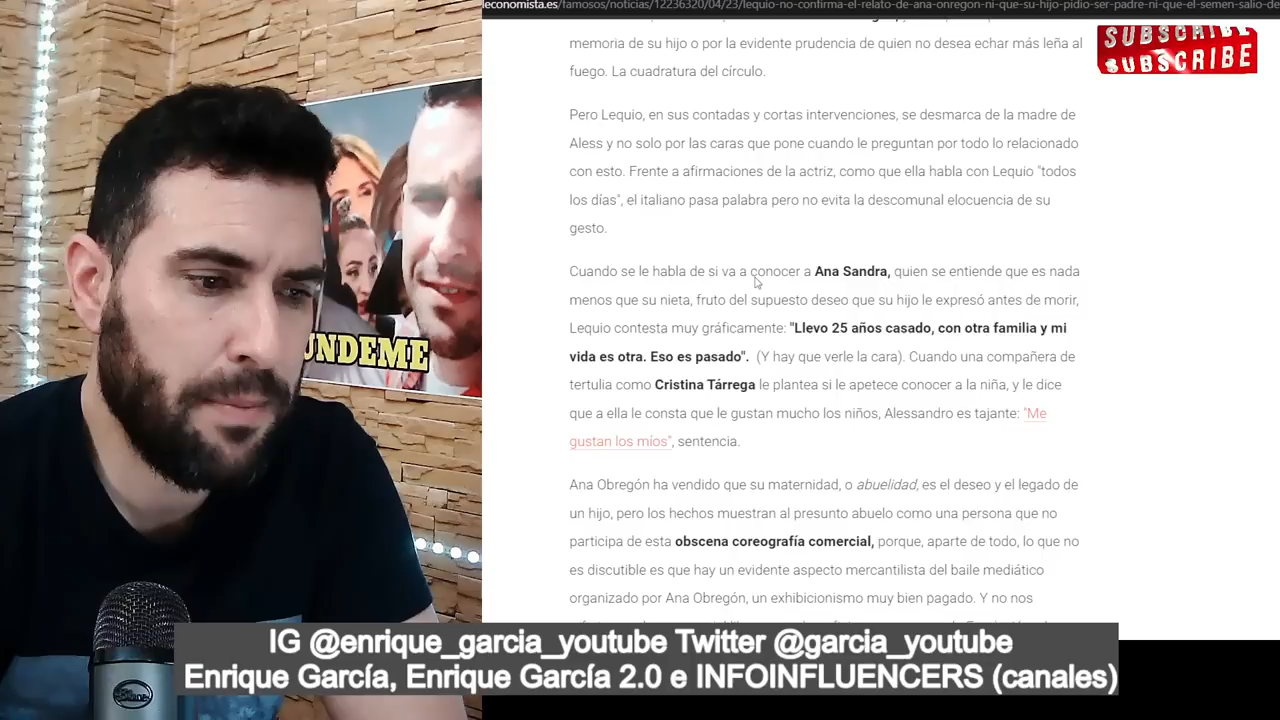 economista.es/famosos/noticias/12236320/04/23/lequio-no-confirma-el-relato-de-ana-onregon-ni-que-su-hijo-pidio-ser-padre-ni-que-el-semen-salio-de
SUBSCRIBE
SUBSCRIBE
memoria de su hijo o por la evidente prudencia de quien no desea echar más leña al
fuego. La cuadratura del círculo.
Pero Lequio, en sus contadas y cortas intervenciones, se desmarca de la madre de
Aless y no solo por las caras que pone cuando le preguntan por todo lo relacionado
con esto. Frente a afirmaciones de la actriz, como que ella habla con Lequio "todos
los días", el italiano pasa palabra pero no evita la descomunal elocuencia de su
gesto.
Cuando se le habla de si va a conocer a Ana Sandra, quien se entiende que es nada
menos que su nieta, fruto del supuesto deseo que su hijo le expresó antes de morir,
Lequio contesta muy gráficamente: "Llevo 25 años casado, con otra familia y mi
vida es otra. Eso es pasado". (Y hay que verle la cara). Cuando una compañera de
tertulia como Cristina Tárrega le plantea si le apetece conocer a la niña, y le dice
que a ella le consta que le gustan mucho los niños, Alessandro es tajante: "Me
gustan los míos", sentencia.
Ana Obregón ha vendido que su maternidad, o abuelidad, es el deseo y el legado de
un hijo, pero los hechos muestran al presunto abuelo como una persona que no
participa de esta obscena coreografía comercial, porque, aparte de todo, lo que no
es discutible es que hay un evidente aspecto mercantilista del baile mediático
organizado por Ana Obregón, un exhibicionismo muy bien pagado. Y no nos
UNDEME
IG @enrique_garcia_youtube Twitter @garcia_youtube
Enrique García, Enrique García 2.0 e INFOINFLUENCERS (canales)